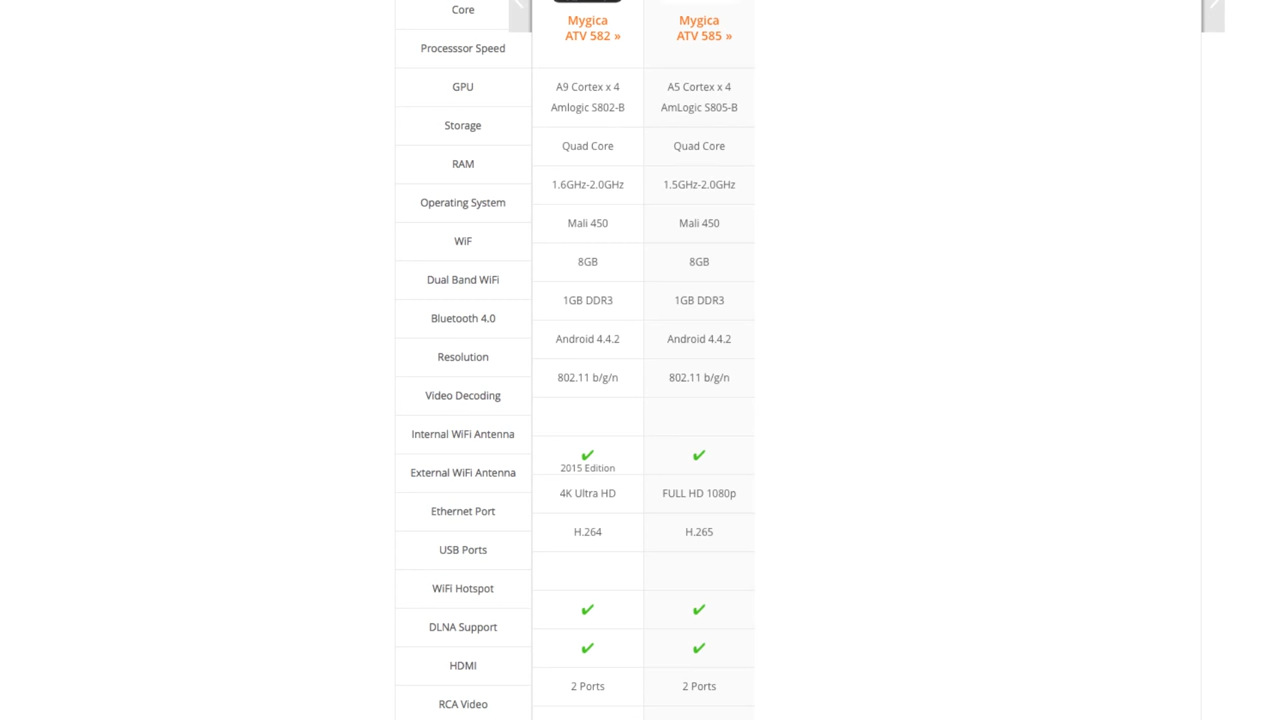 Core
Processsor Speed
GPU
Storage
RAM
Operating System
WiF
Dual Band WiFi
Bluetooth 4.0
Resolution
Video Decoding
Internal WiFi Antenna
External WiFi Antenna
Ethernet Port
USB Ports
WiFi Hotspot
DLNA Support
HDMI
RCA Video
Mygica
ATV 582 »
A9 Cortex x 4
Amlogic S802-B
Quad Core
1.6GHz-2.0GHz
Mali 450
8GB
1GB DDR3
Android 4.4.2
802.11 b/g/n
✔
2015 Edition
4K Ultra HD
H.264
✔
✔
2 Ports
Mygica
ATV 585 »
A5 Cortex x 4
AmLogic S805-B
Quad Core
1.5GHz-2.0GHz
Mali 450
8GB
1GB DDR3
Android 4.4.2
802.11 b/g/n
✔
FULL HD 1080p
H.265
✔
✔
2 Ports